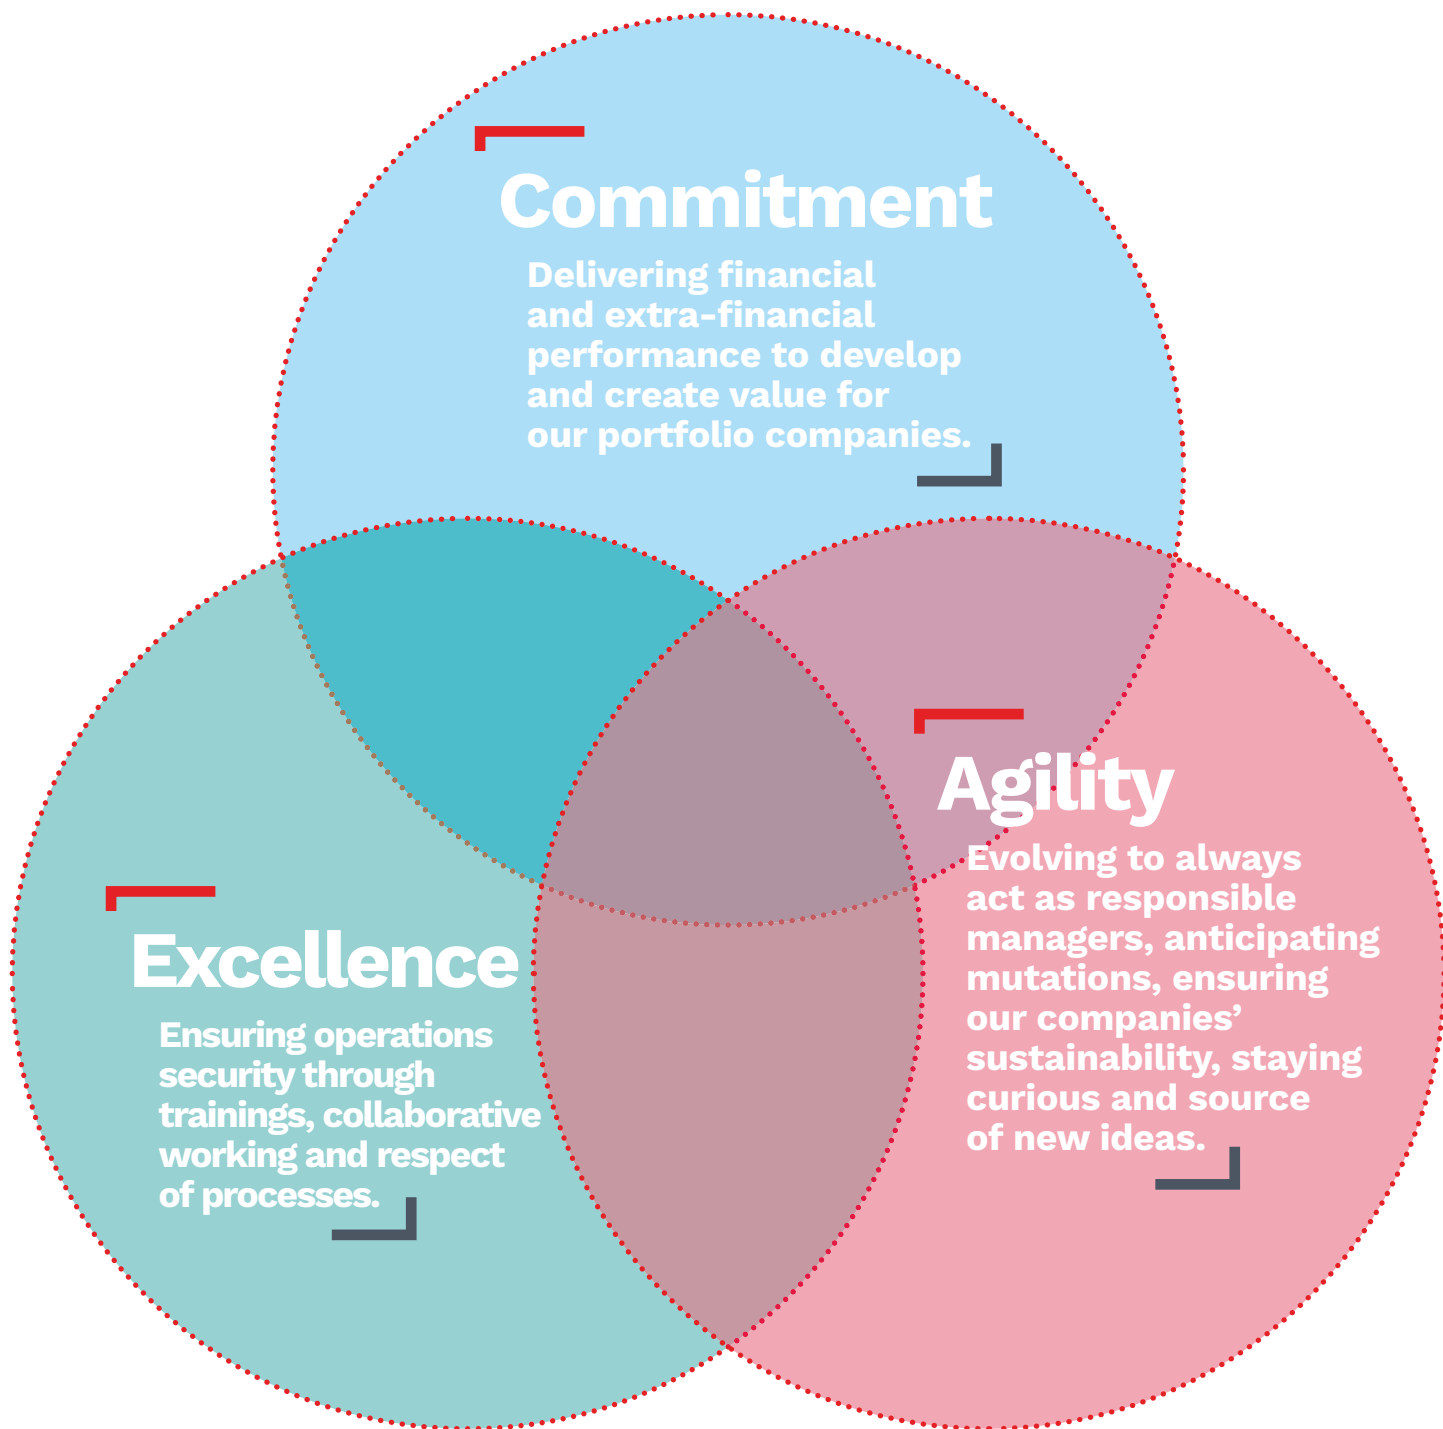 Commitment
Delivering financial
and extra-financial
performance to develop
and create value for
our portfolio companies.
Agility
Evolving to always
act as responsible
managers, anticipating
mutations, ensuring
our companies’
sustainability, staying
curious and source
of new ideas.
Excellence
Ensuring operations
security through
trainings, collaborative
working and respect
of processes.